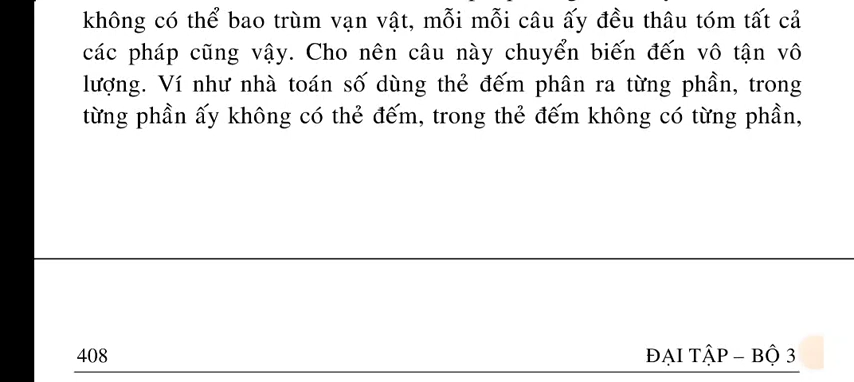 không có thể bao trùm vạn vật, mỗi mỗi câu ấy đều thâu tóm tất cả
các pháp cũng vậy. Cho nên câu này chuyển biến đến vô tận vô
lượng. Ví như nhà toán số dùng thẻ đếm phân ra từng phần, trong
từng phần ấy không có thẻ đếm, trong thẻ đếm không có từng phần,
408
ĐẠI TẬP – BỘ 3